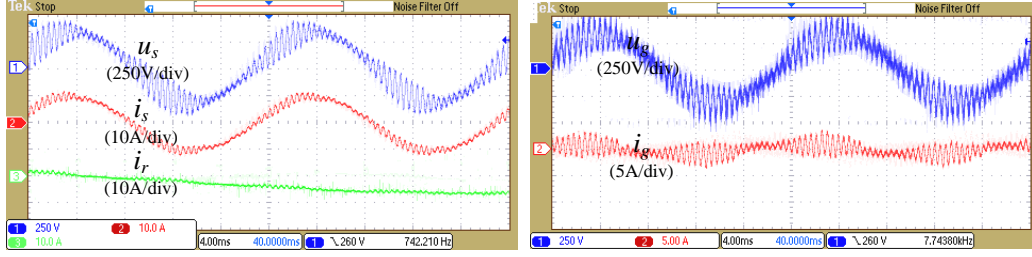 Tek Stop
Noise Filter Off
1
u_s
(250V/div)
2
i_s
(10A/div)
i_r
3
(10A/div)
1 250 V
2 10.0 A
3 10.0 A
4.00ms
40.0000ms
1 \ 260 V
742.210 Hz
Tek Stop
Noise Filter Off
1
u_g
(250V/div)
2
i_g
(5A/div)
1 250 V
2 5.00 A
4.00ms
40.0000ms
1 \ 260 V
7.74380kHz